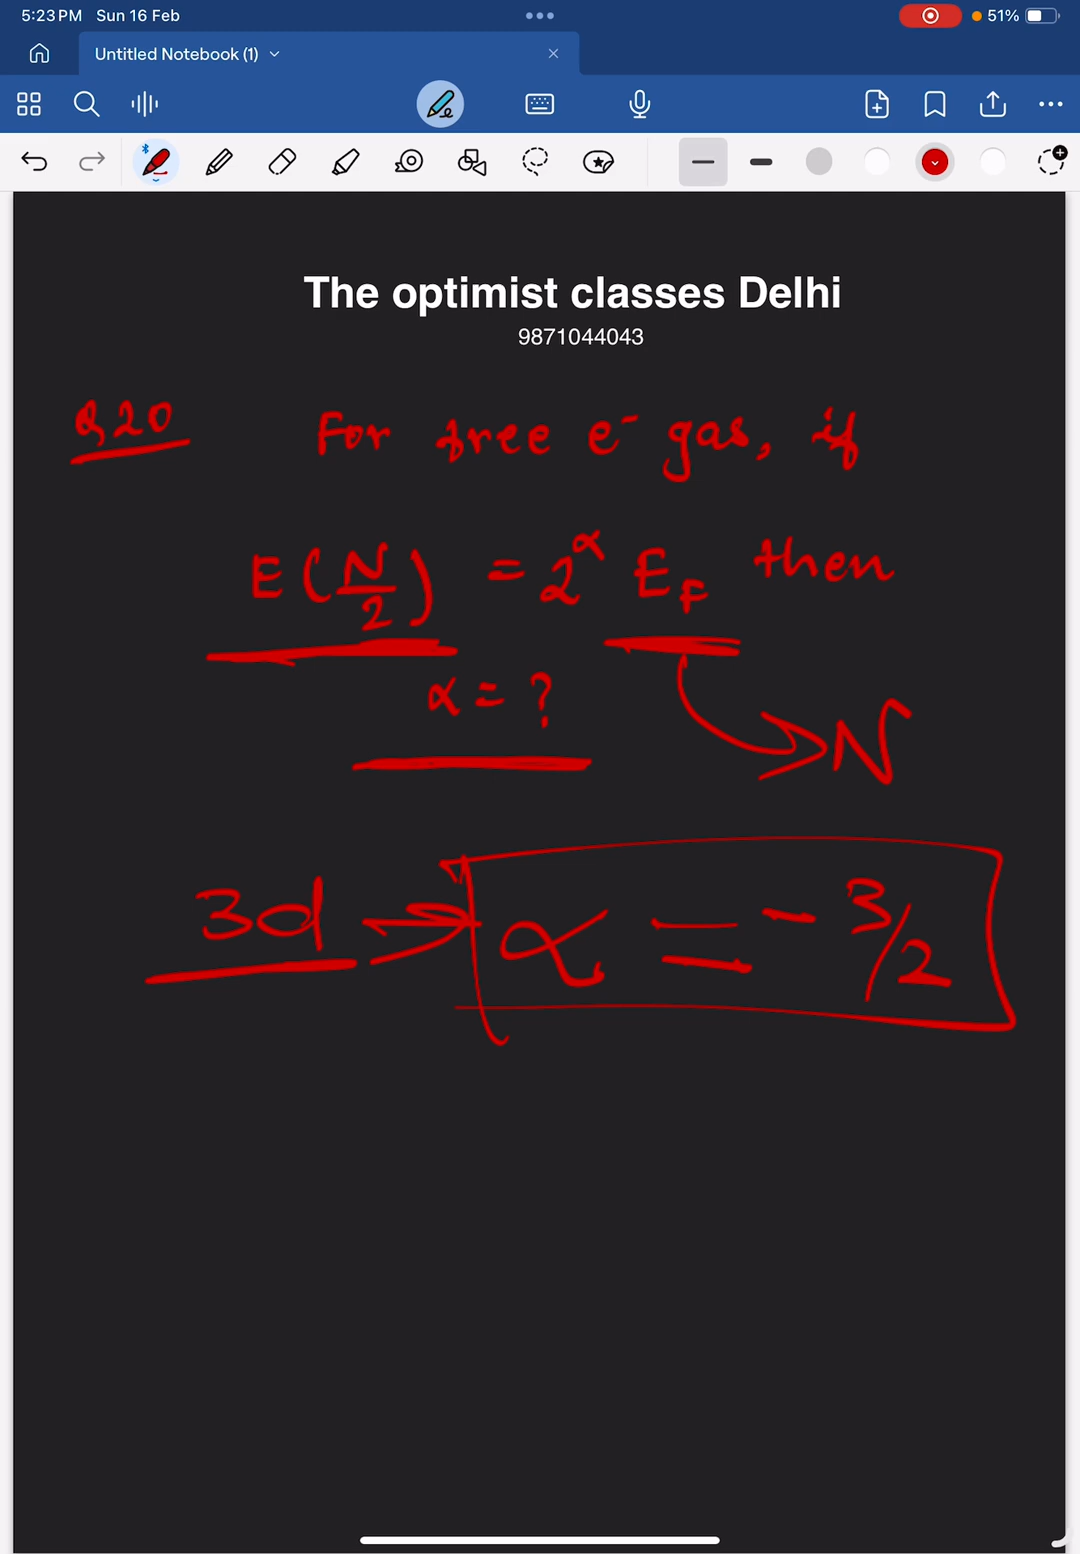 5:23 PM Sun 16 Feb
51%
Untitled Notebook (1)
The optimist classes Delhi
9871044043
Q20 For free e⁻ gas, if
E(N/2) = 2^α E_F then
α = ?
N
3d → α = -3/2